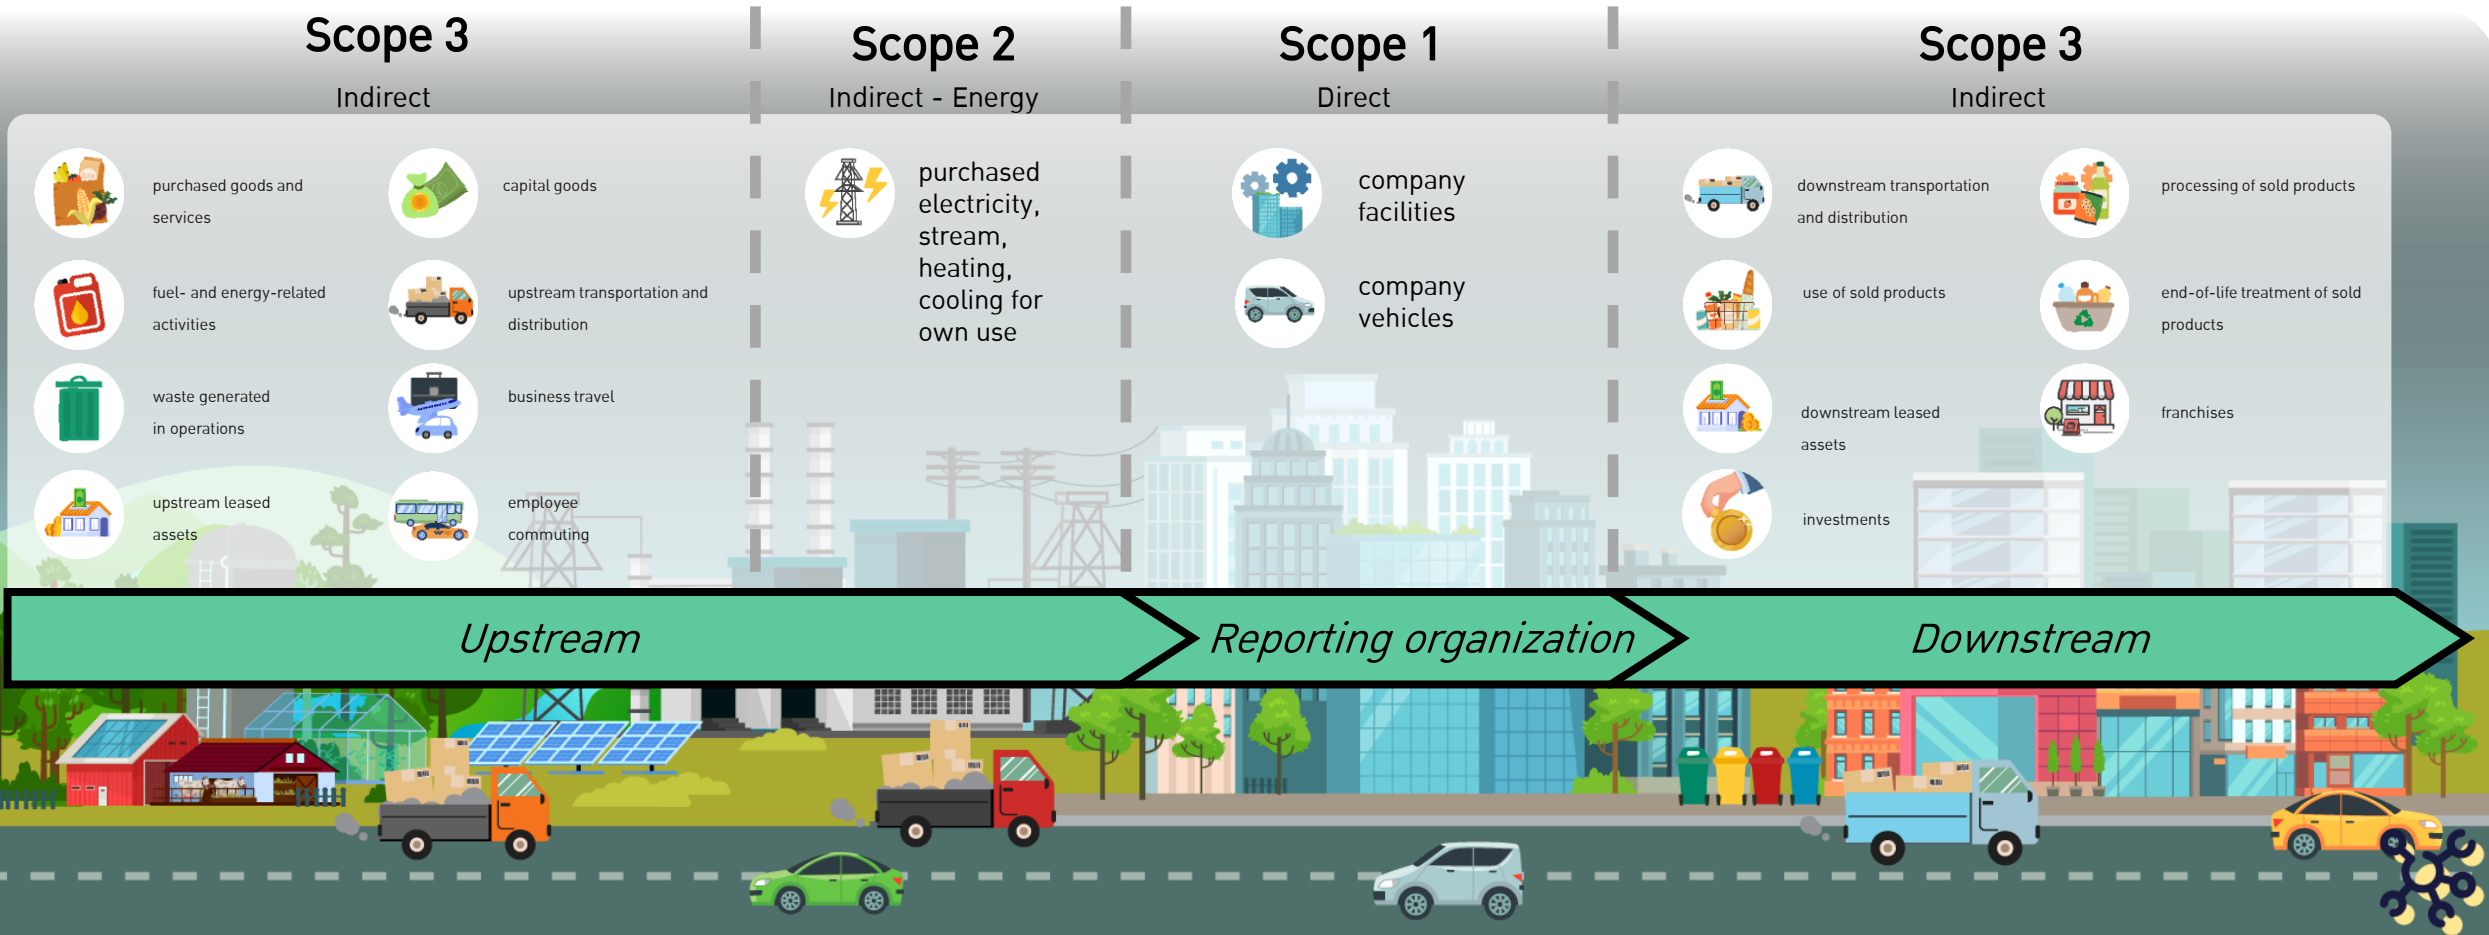 Scope 3
Indirect
purchased goods and
services
capital goods
fuel- and energy-related
activities
upstream transportation and
distribution
waste generated
in operations
business travel
upstream leased
assets
employee
commuting
Scope 2
Indirect - Energy
purchased
electricity,
stream,
heating,
cooling for
own use
Scope 1
Direct
company
facilities
company
vehicles
Scope 3
Indirect
downstream transportation
and distribution
processing of sold products
use of sold products
end-of-life treatment of sold
products
downstream leased
assets
franchises
investments
Upstream
Reporting organization
Downstream